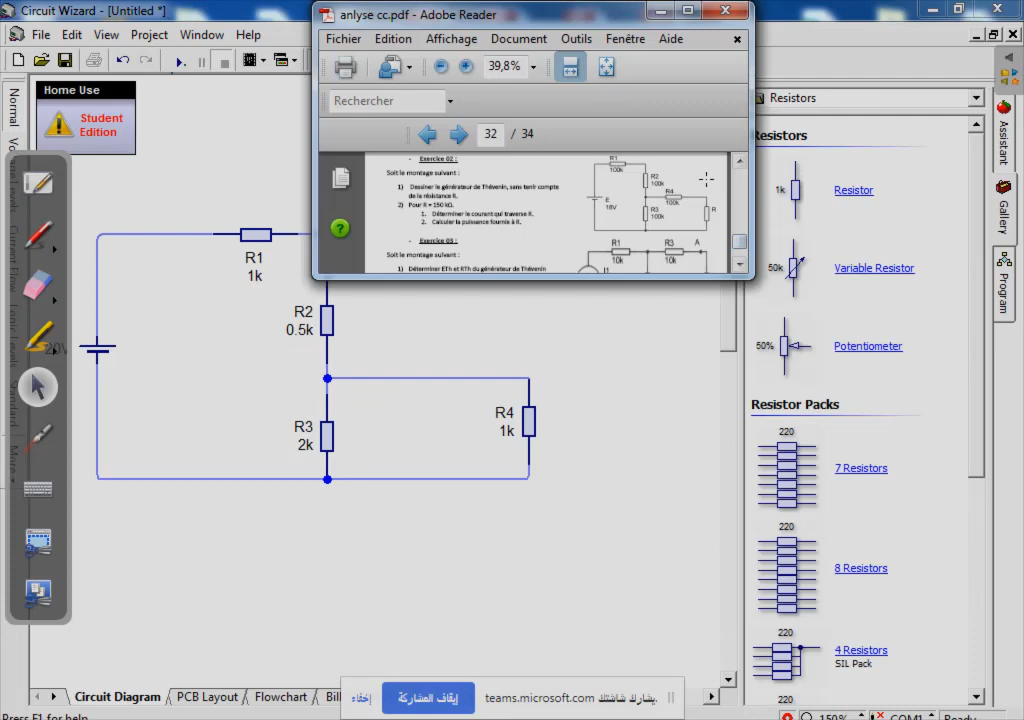 Circuit Wizard - [Untitled *]
File Edit View Project Window Help
Home Use
Student
Edition
Normal
R1
1k
R2
0.5k
R3
2k
R4
1k
anlyse cc.pdf - Adobe Reader
Fichier Edition Affichage Document Outils Fenêtre Aide
39,8%
Rechercher
32 / 34
- Exercice 02 :
Soit le montage suivant :
1) Dessiner le générateur de Thévenin, sans tenir compte
de la résistance R.
2) Pour R = 150 kΩ.
1. Déterminer le courant qui traverse R.
2. Calculer la puissance fournie à R.
R1
100k
R2
100k
R4
100k
R3
100k
R
E
18V
- Exercice 03 :
Soit le montage suivant :
1) Déterminer ETh et RTh du générateur de Thévenin
R1
10k
R3
10k
A
I1
Resistors
Resistors
1k Resistor
50k Variable Resistor
50% Potentiometer
Resistor Packs
220
7 Resistors
220
8 Resistors
220
4 Resistors
SIL Pack
220
Assistant
Gallery
Program
Circuit Diagram PCB Layout Flowchart Bil
إخفاء
إيقاف المشاركة
teams.microsoft.com يشارك شاشتك.
Press F1 for help
150%
COM1
Ready